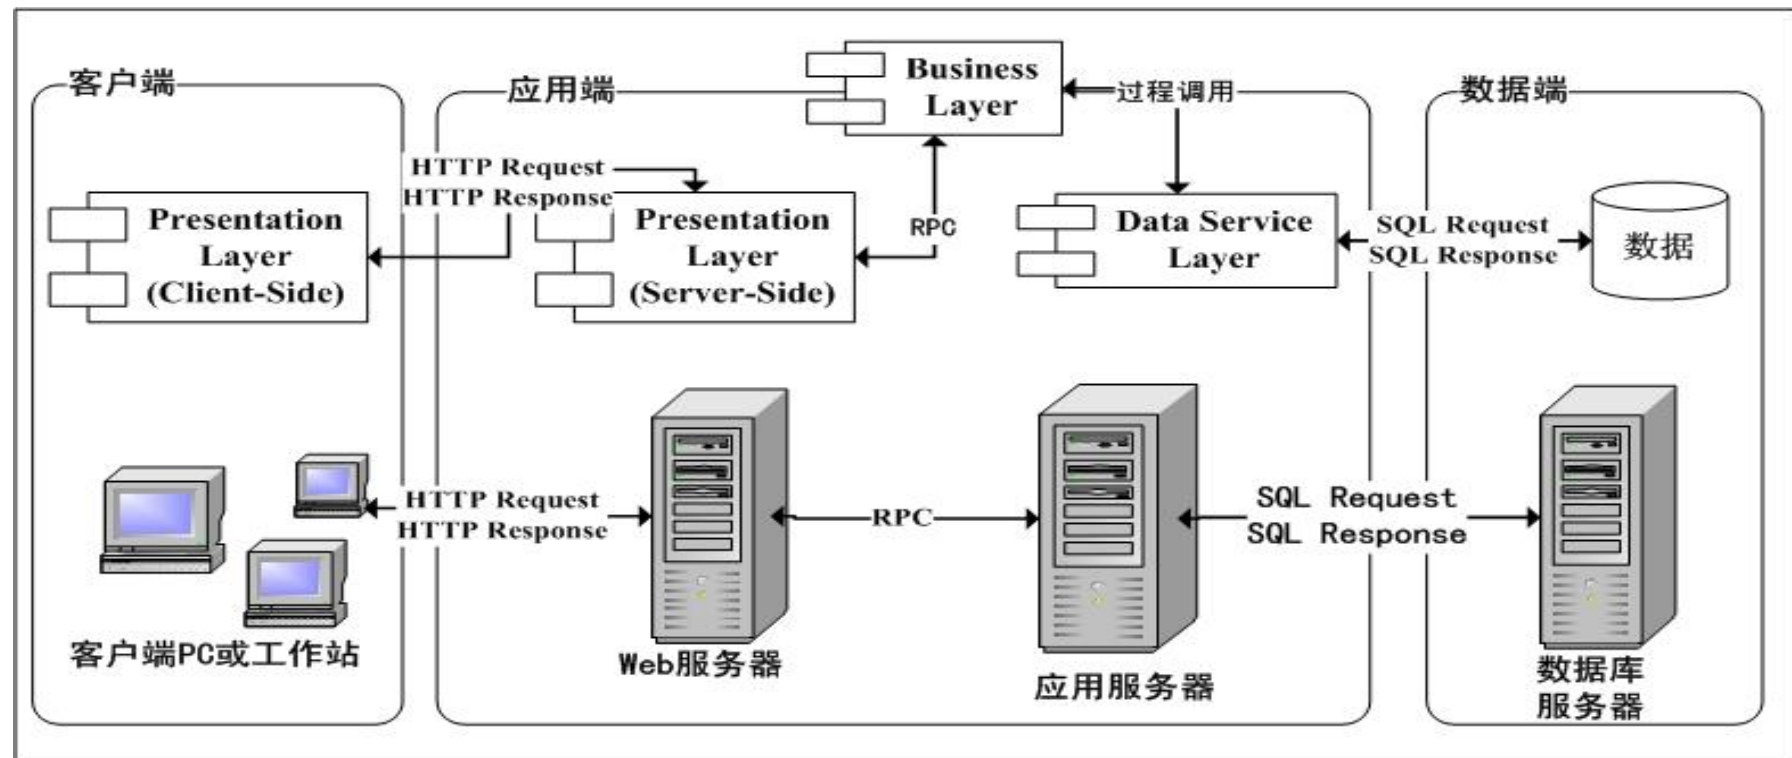 客户端
应用端
Business
Layer
过程调用
数据端
HTTP Request
HTTP Response
Presentation
Layer
(Client-Side)
Presentation
Layer
(Server-Side)
RPC
Data Service
Layer
SQL Request
SQL Response
数据
HTTP Request
HTTP Response
RPC
SQL Request
SQL Response
客户端PC或工作站
Web服务器
应用服务器
数据库
服务器